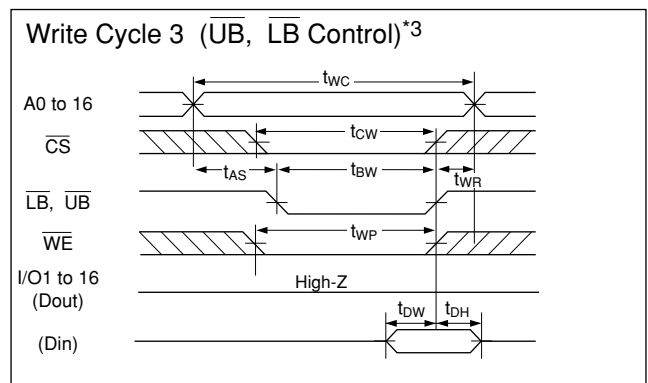 Write Cycle 3 (UB, LB Control)*3
tWC
A0 to 16
tCW
CS
tAS
tBW
tWR
LB, UB
tWP
WE
I/O1 to 16
(Dout)
High-Z
tDW
tDH
(Din)